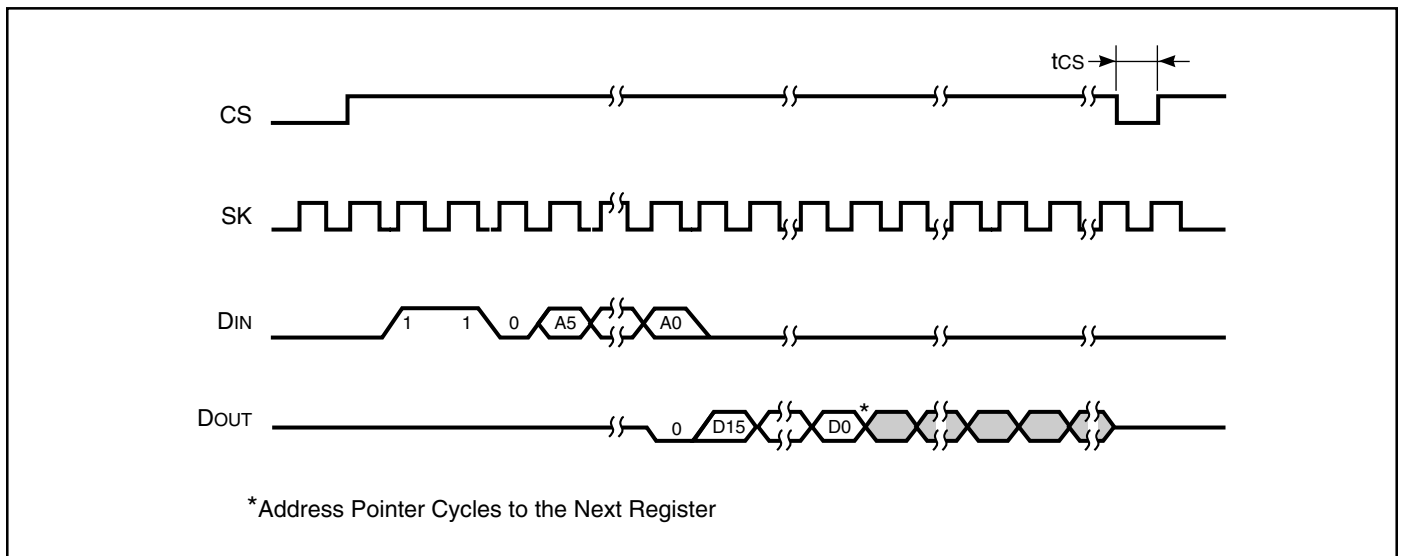 tCS
CS
SK
DIN
1 1 0 A5 A0
DOUT
0 D15 D0 *
*Address Pointer Cycles to the Next Register